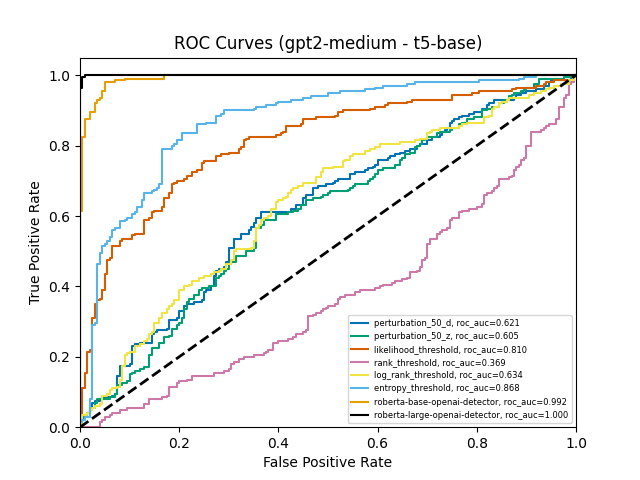 ROC Curves (gpt2-medium - t5-base)
True Positive Rate
1.0
0.8
0.6
0.4
0.2
0.0
perturbation_50_d, roc_auc=0.621
perturbation_50_z, roc_auc=0.605
likelihood_threshold, roc_auc=0.810
rank_threshold, roc_auc=0.369
log_rank_threshold, roc_auc=0.634
entropy_threshold, roc_auc=0.868
roberta-base-openai-detector, roc_auc=0.992
roberta-large-openai-detector, roc_auc=1.000
0.0 0.2 0.4 0.6 0.8 1.0
False Positive Rate